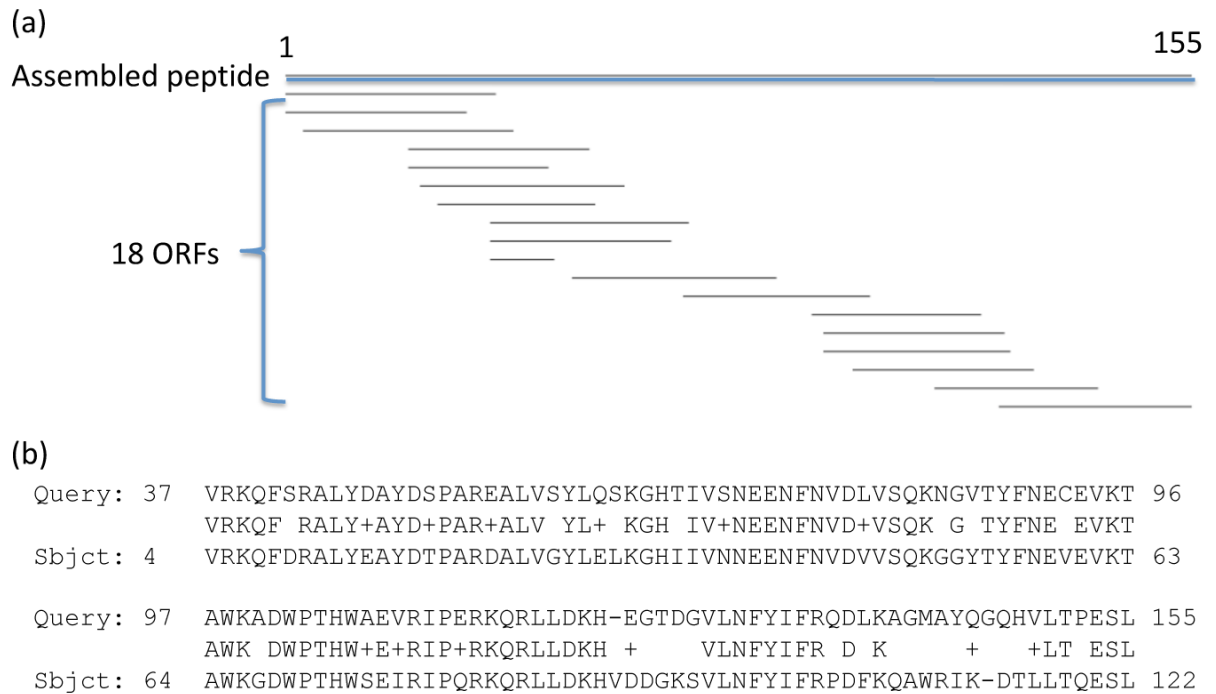 (a)
1 155
Assembled peptide
18 ORFs
(b)
Query: 37 VRKQFSRALYDAYDSPAREALVSYLQSKGHTIVSNEENFNVDLVSQKNGVTYFNECEVKT 96
VRKQF RALY+AYD+PAR+ALV YL+ KGH IV+NEENFNVD+VSQK G TYFNE EVKT
Sbjct: 4 VRKQFDRALYEAYDTPARDALVGYLELKGHIIVNNEENFNVDVVSQKGGYTYFNEVEVKT 63
Query: 97 AWKADWPTHWAEVRIPERKQRLLDKH-EGTDGVLNFYIFRQDLKAGMAYQGQHVLTPESL 155
AWK DWPTHW+E+RIP+RKQRLLDKH +    VLNFYIFR D K     +   +LT ESL
Sbjct: 64 AWKGDWPTHWSEIRIPQRKQRLLDKHVDDGKSVLNFYIFRPDFKQAWRIK-DTLLTQESL 122